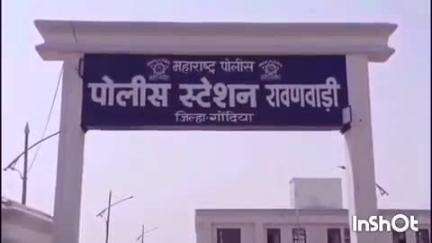 महाराष्ट्र पोलीस
पोलीस स्टेशन रावणवाड़ी
जिल्हा-गोंदिया
INSHOT